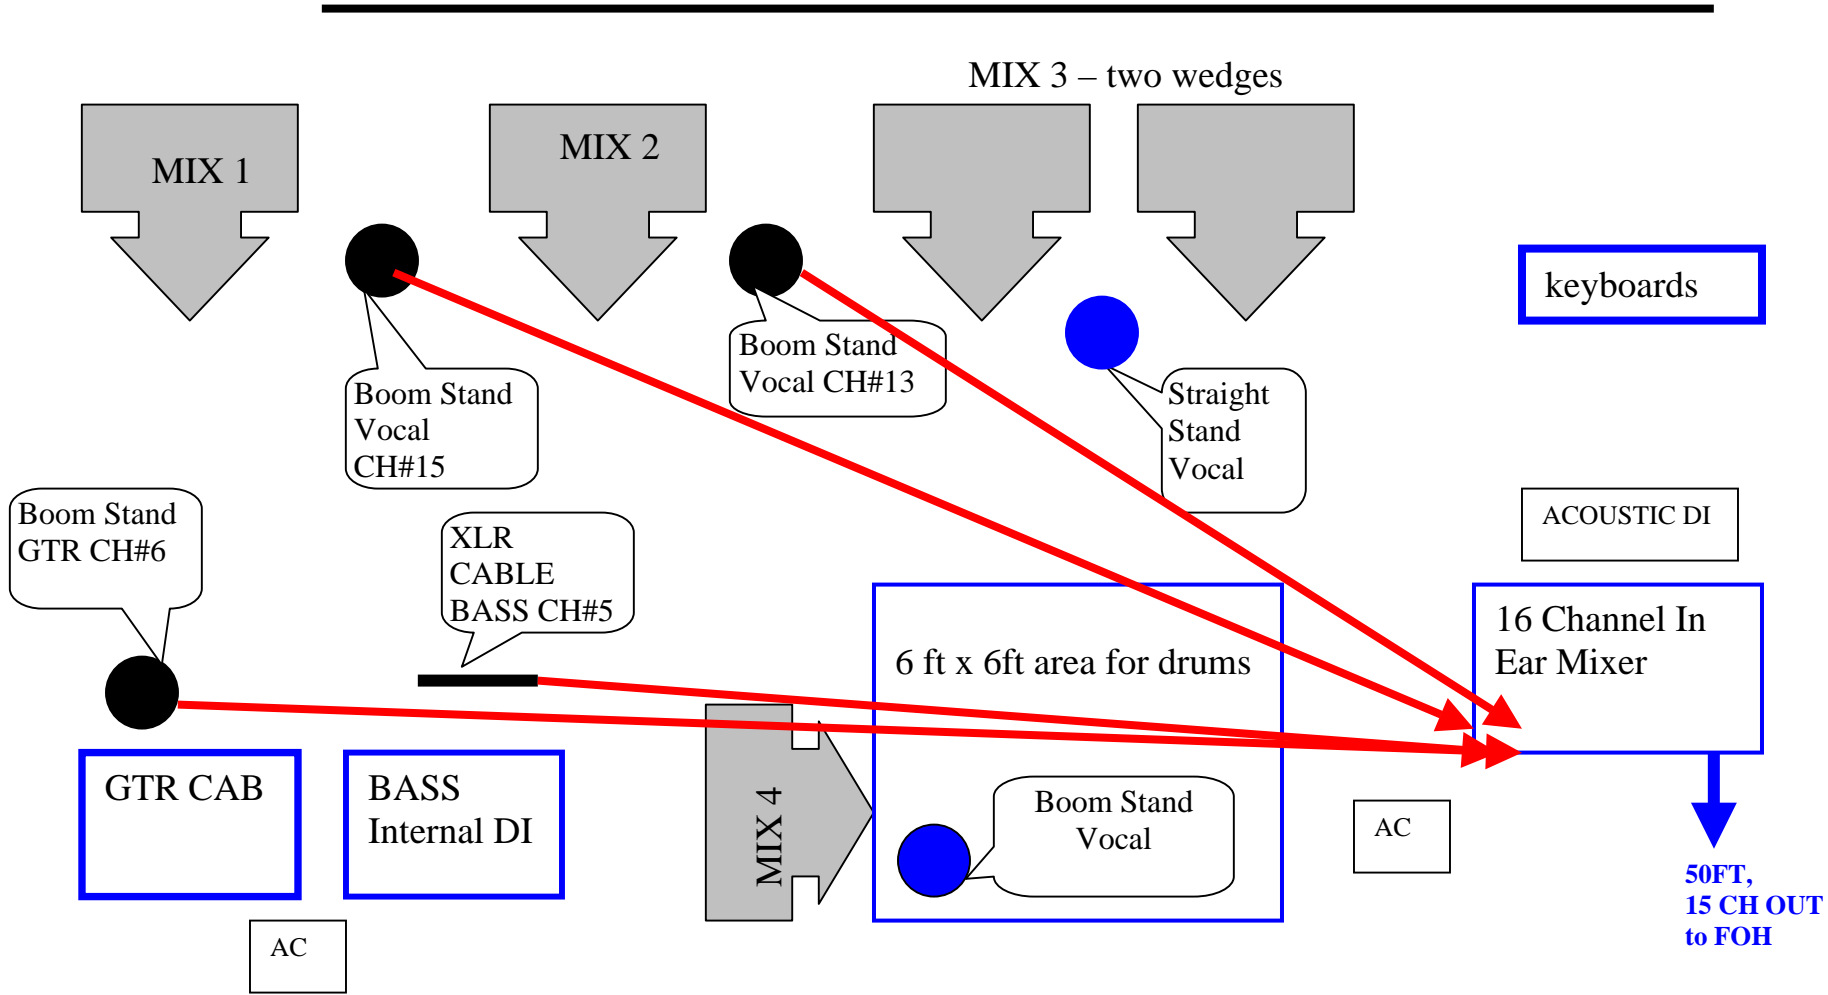 MIX 3 – two wedges
MIX 1
MIX 2
keyboards
Boom Stand
Vocal CH#13
Boom Stand
Vocal
CH#15
Straight
Stand
Vocal
Boom Stand
GTR CH#6
XLR
CABLE
BASS CH#5
ACOUSTIC DI
6 ft x 6ft area for drums
16 Channel In
Ear Mixer
GTR CAB
BASS
Internal DI
MIX 4
Boom Stand
Vocal
AC
50FT,
15 CH OUT
to FOH
AC